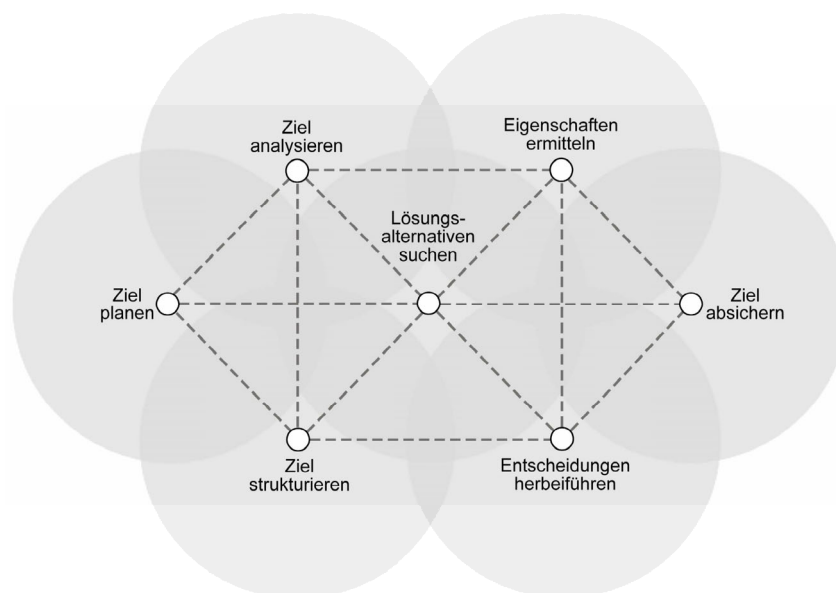 Ziel
analysieren
Eigenschaften
ermitteln
Lösungs-
alternativen
suchen
Ziel
planen
Ziel
absichern
Ziel
strukturieren
Entscheidungen
herbeiführen